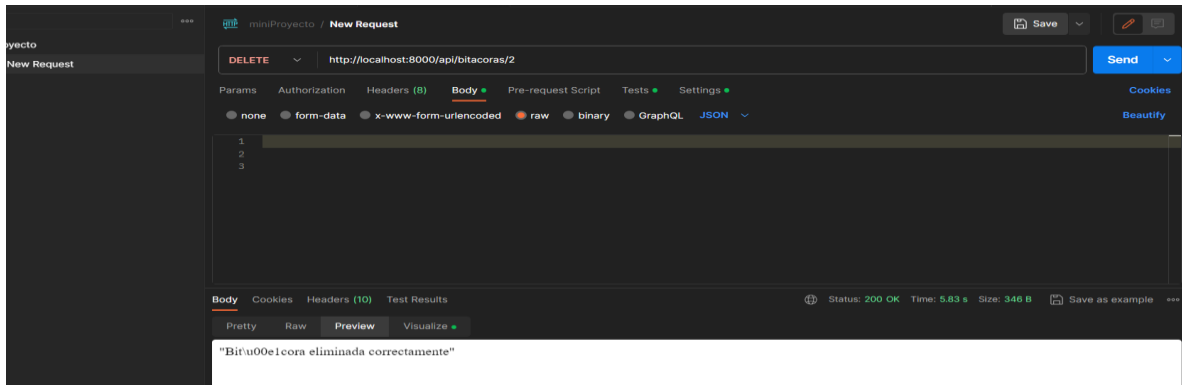 miniProyecto / New Request
Save
oyecto
New Request
DELETE http://localhost:8000/api/bitacoras/2
Send
Params Authorization Headers (8) Body Pre-request Script Tests Settings
Cookies
none form-data x-www-form-urlencoded raw binary GraphQL JSON
Beautify
1
2
3
Body Cookies Headers (10) Test Results
Status: 200 OK Time: 5.83 s Size: 346 B Save as example
Pretty Raw Preview Visualize
"Bit\u00e1cora eliminada correctamente"